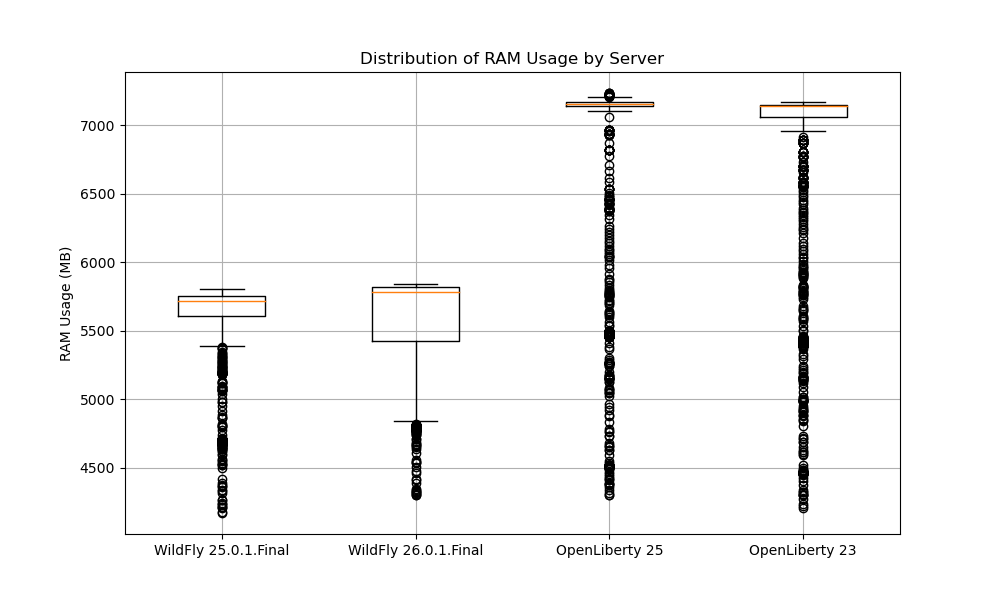 Distribution of RAM Usage by Server
RAM Usage (MB)
7000
6500
6000
5500
5000
4500
WildFly 25.0.1.Final
WildFly 26.0.1.Final
OpenLiberty 25
OpenLiberty 23